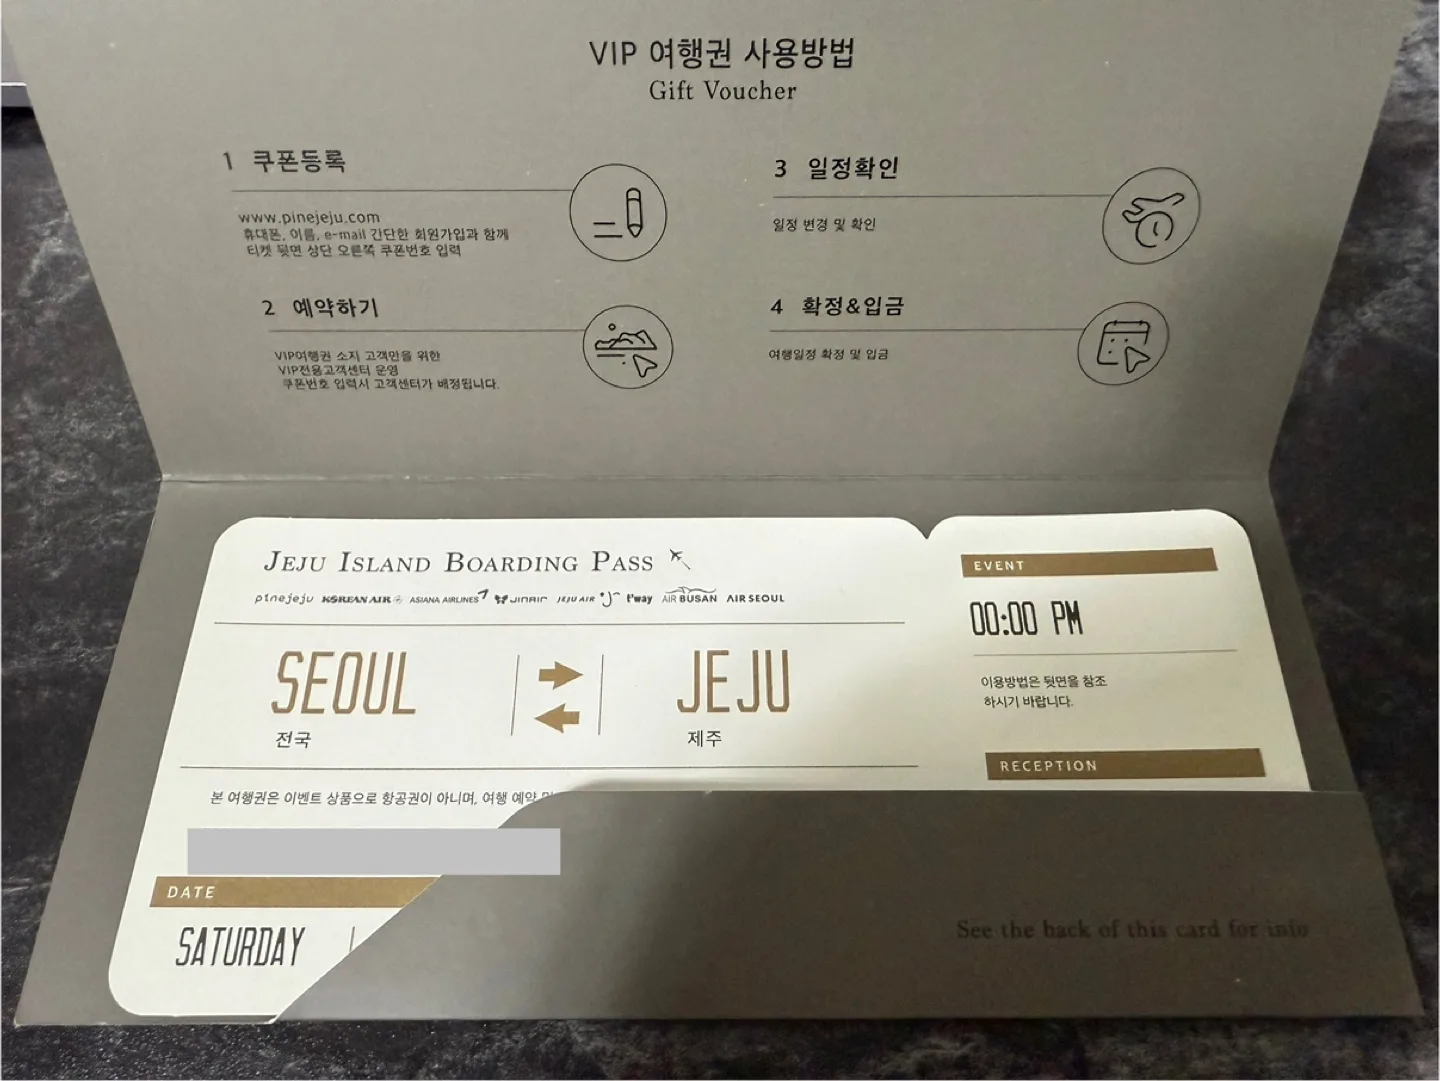 VIP 여행권 사용방법
Gift Voucher
1 쿠폰등록
www.pinejeju.com
휴대폰, 이름, e-mail 간단한 회원가입과 함께
티켓 뒷면 상단 오른쪽 쿠폰번호 입력
2 예약하기
VIP여행권 소지 고객만을 위한
VIP전용고객센터 운영
쿠폰번호 입력시 고객센터가 배정됩니다.
3 일정확인
일정 변경 및 확인
4 확정&입금
여행일정 확정 및 입금
JEJU ISLAND BOARDING PASS
pinejeju KOREAN AIR ASIANA AIRLINES JINAIR JEJU AIR t'way AIR BUSAN AIR SEOUL
SEOUL
전국
JEJU
제주
본 여행권은 이벤트 상품으로 항공권이 아니며, 여행 예약 및
DATE
SATURDAY
EVENT
00:00 PM
이용방법은 뒷면을 참조
하시기 바랍니다.
RECEPTION
See the back of this card for info